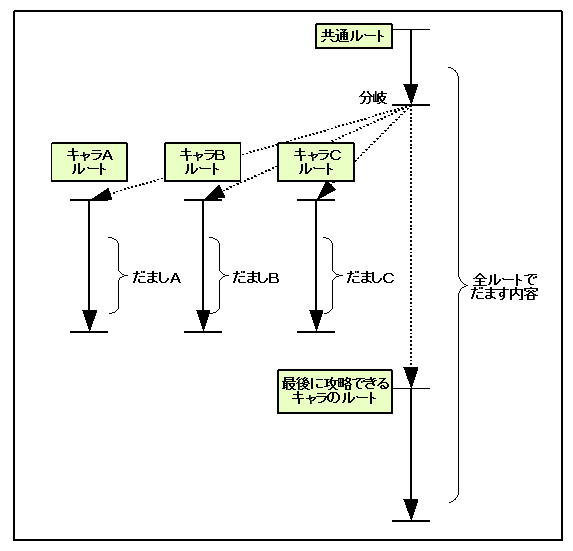 共通ルート
分岐
キャラA
ルート
キャラB
ルート
キャラC
ルート
だましA
だましB
だましC
全ルートで
だます内容
最後に攻略できる
キャラのルート